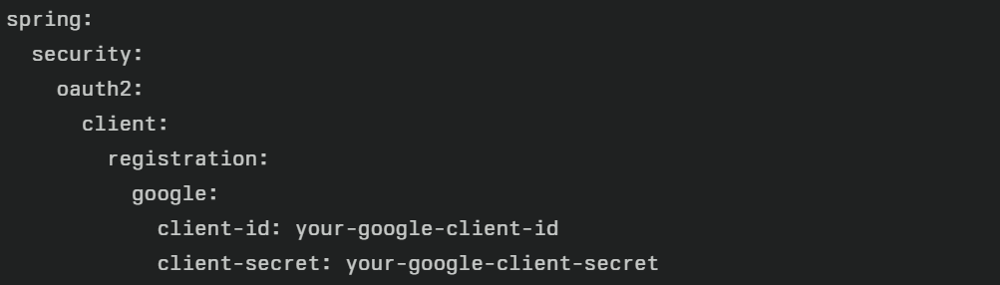 spring:
  security:
    oauth2:
      client:
        registration:
          google:
            client-id: your-google-client-id
            client-secret: your-google-client-secret